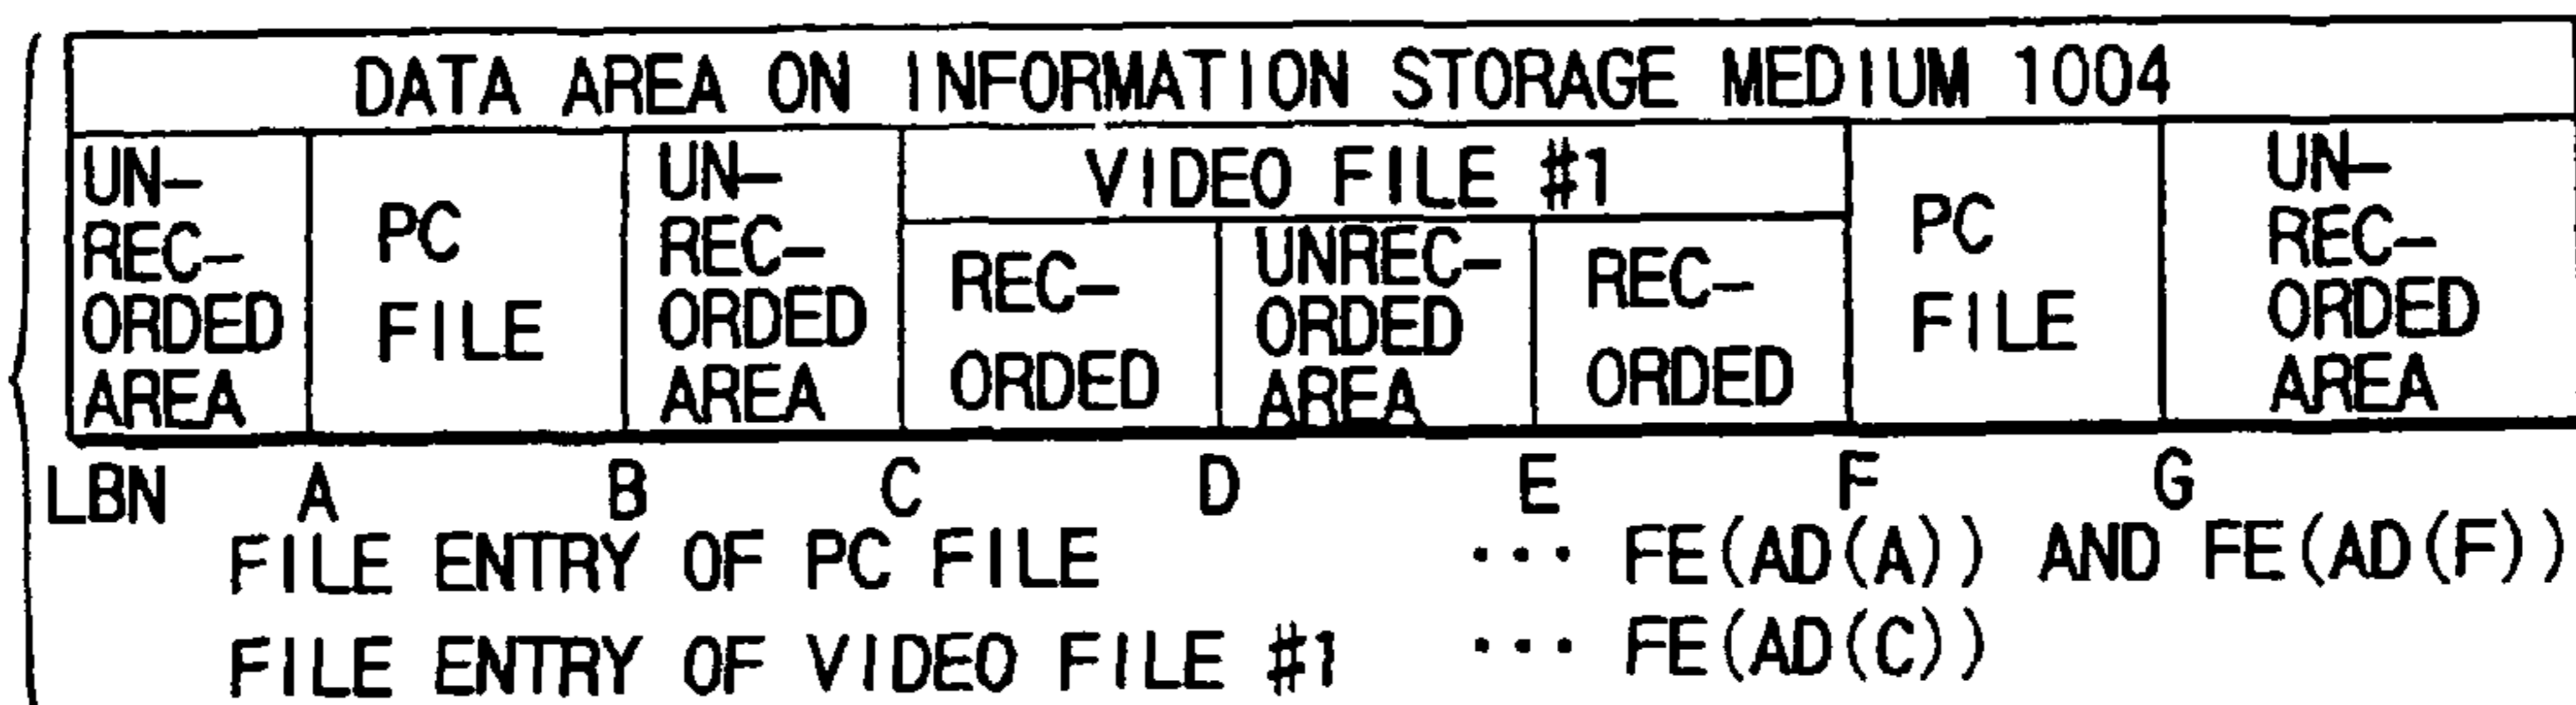 DATA AREA ON INFORMATION STORAGE MEDIUM 1004
UN-
REC-
ORDED
AREA
PC
FILE
UN-
REC-
ORDED
AREA
VIDEO FILE #1
REC-
ORDED
UNREC-
ORDED
AREA
REC-
ORDED
PC
FILE
UN-
REC-
ORDED
AREA
LBN A B C D E F G
FILE ENTRY OF PC FILE ··· FE(AD(A)) AND FE(AD(F))
FILE ENTRY OF VIDEO FILE #1 ··· FE(AD(C))